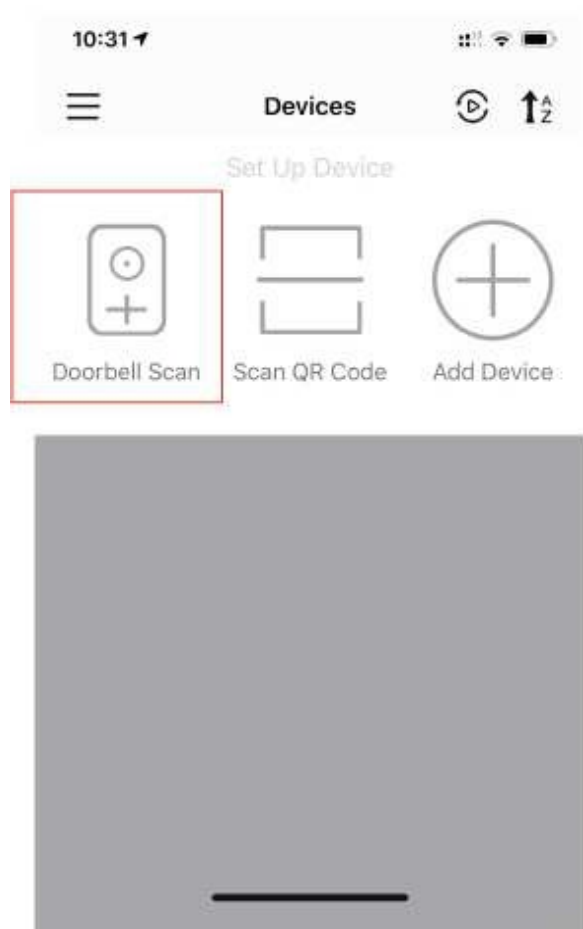 10:31
Devices
A
Z
Set Up Device
Doorbell Scan Scan QR Code Add Device